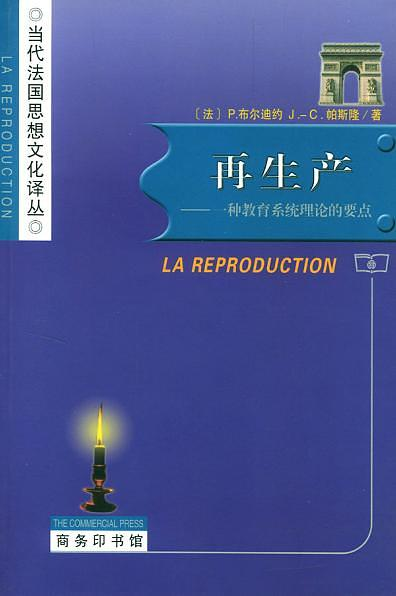 ◎当代法国思想文化译丛◎
LA REPRODUCTION
〔法〕P.布尔迪约 J.–C.帕斯隆/著
再生产
——一种教育系统理论的要点
LA REPRODUCTION
THE COMMERCIAL PRESS
商务印书馆